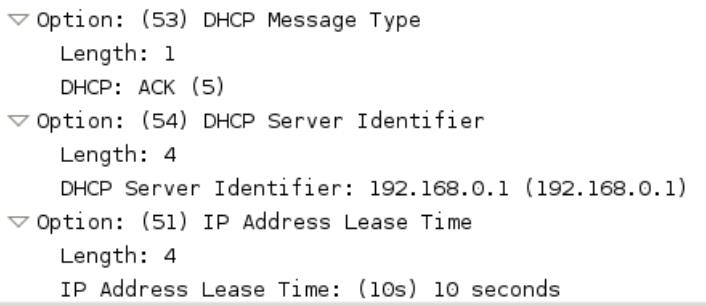 Option: (53) DHCP Message Type
Length: 1
DHCP: ACK (5)
Option: (54) DHCP Server Identifier
Length: 4
DHCP Server Identifier: 192.168.0.1 (192.168.0.1)
Option: (51) IP Address Lease Time
Length: 4
IP Address Lease Time: (10s) 10 seconds